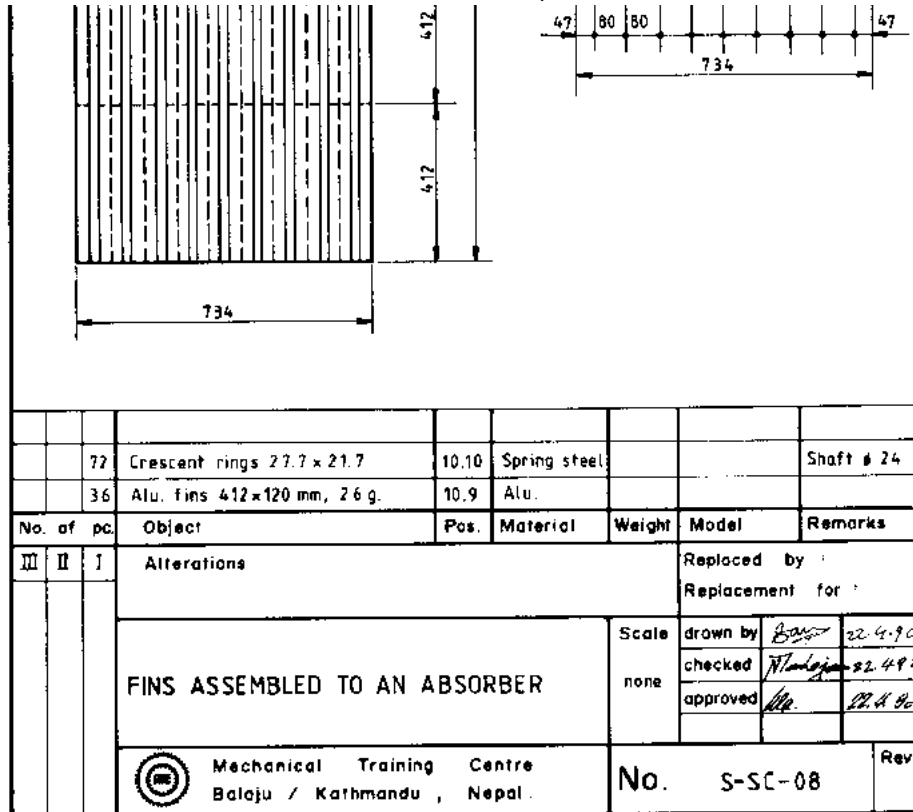 412
47 80 80 47
734
412
734
72 Crescent rings 27.7 x 21.7 10.10 Spring steel Shaft ø 24
36 Alu. fins 412 x 120 mm, 26 g. 10.9 Alu.
No. of pc. Object Pos. Material Weight Model Remarks
III II I Alterations Replaced by :
Replacement for :
Scale drawn by 22.4.90
none checked
approved
FINS ASSEMBLED TO AN ABSORBER
Mechanical Training Centre
Balaju / Kathmandu , Nepal.
No. S-SC-08
Rev